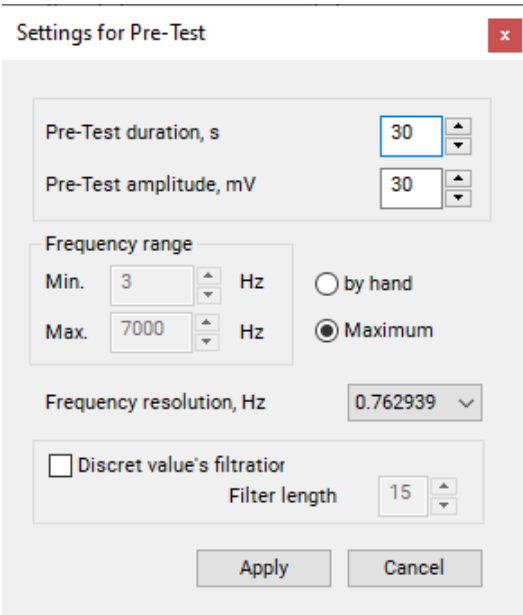 Settings for Pre-Test x
Pre-Test duration, s 30
Pre-Test amplitude, mV 30
Frequency range
Min. 3 Hz by hand
Max. 7000 Hz Maximum
Frequency resolution, Hz 0.762939
Discret value's filtratior
Filter length 15
Apply Cancel